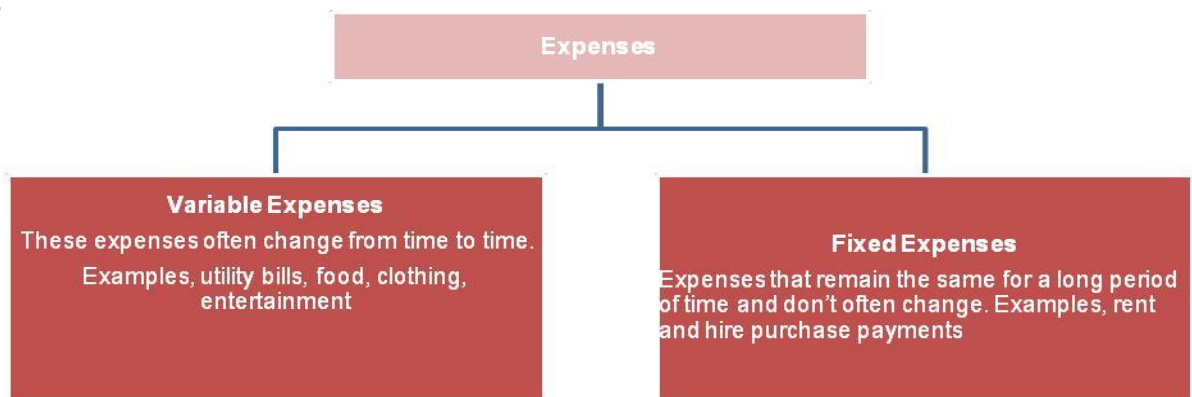 Expenses
Variable Expenses
These expenses often change from time to time.
Examples, utility bills, food, clothing,
entertainment
Fixed Expenses
Expenses that remain the same for a long period
of time and don't often change. Examples, rent
and hire purchase payments